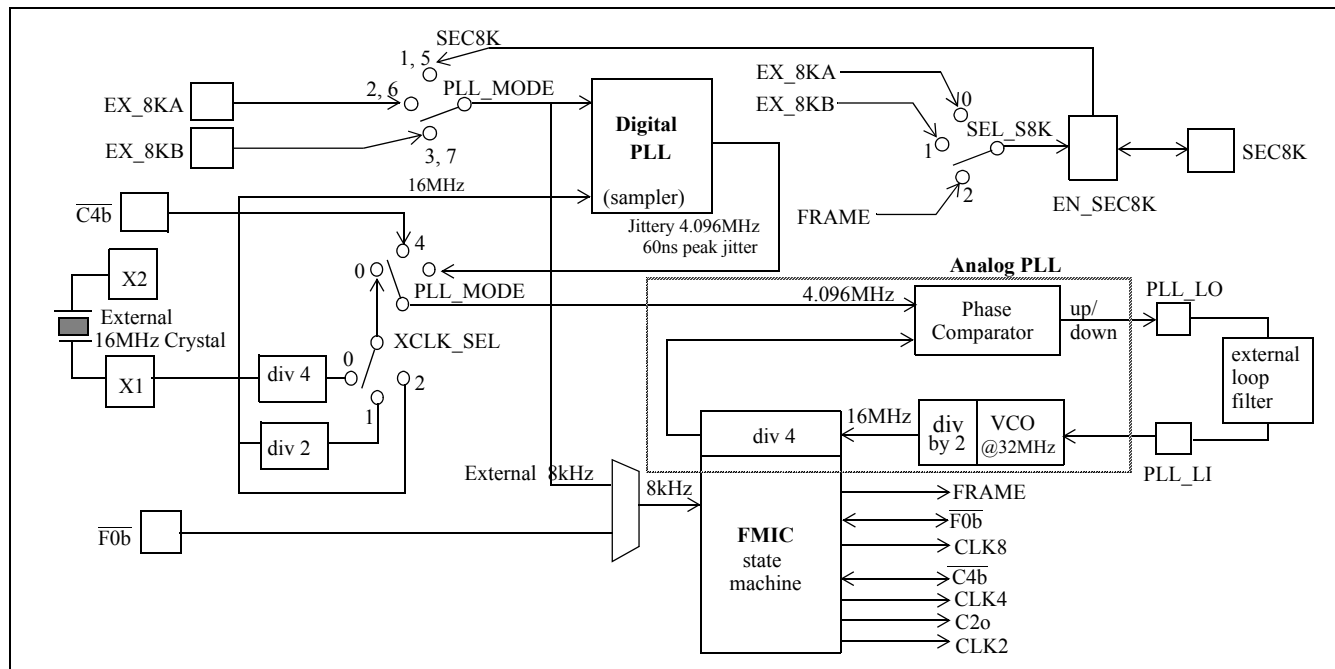 SEC8K
1, 5
PLL_MODE
2, 6
EX_8KA
EX_8KB
3, 7
16MHz
Digital
PLL
(sampler)
Jittery 4.096MHz
60ns peak jitter
EX_8KA
EX_8KB
0
1
SEL_S8K
2
FRAME
EN_SEC8K
SEC8K
C4b
4
0
PLL_MODE
X2
External
16MHz Crystal
X1
div 4
0
XCLK_SEL
2
1
div 2
Analog PLL
4.096MHz
Phase
Comparator
up/
down
PLL_LO
external
loop
filter
PLL_LI
div 4
16MHz
div
by 2
VCO
@32MHz
External 8kHz
8kHz
F0b
FMIC
state
machine
FRAME
F0b
CLK8
C4b
CLK4
C2o
CLK2